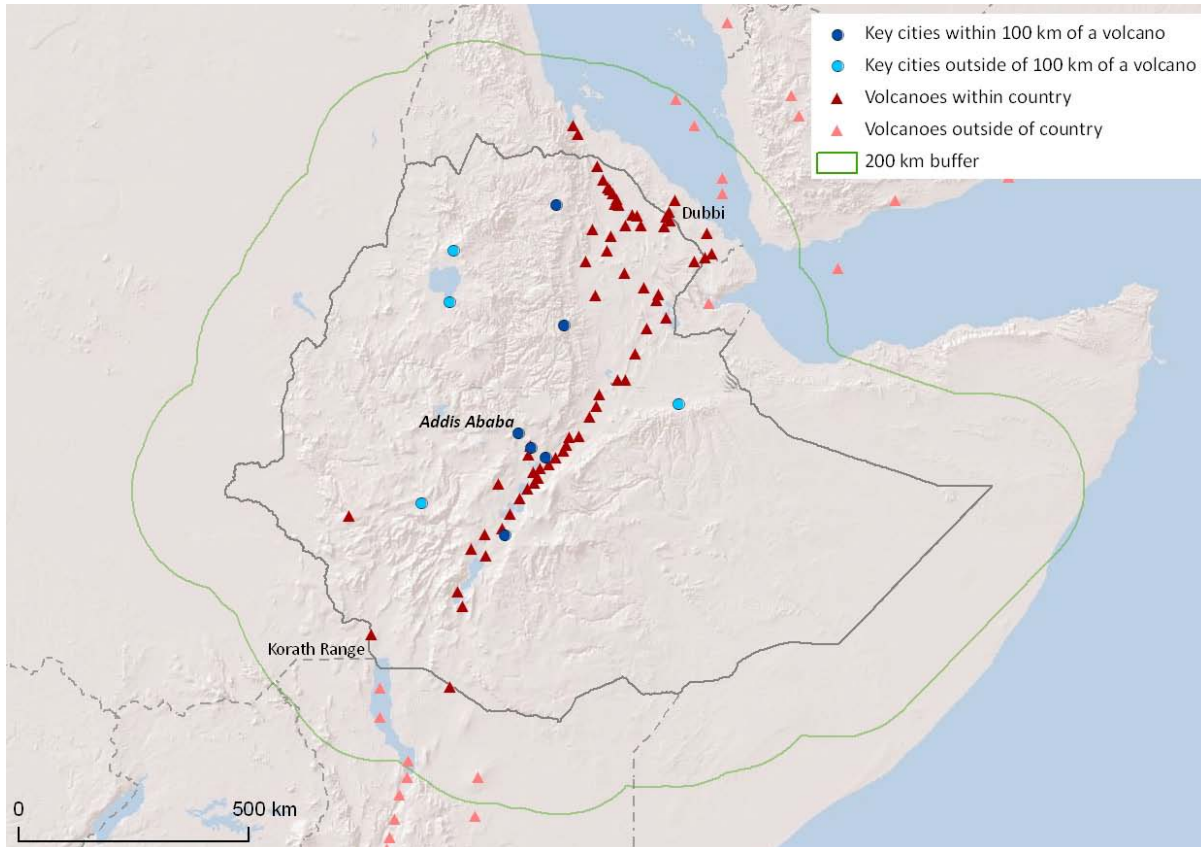 Key cities within 100 km of a volcano
Key cities outside of 100 km of a volcano
Volcanoes within country
Volcanoes outside of country
200 km buffer
Dubbi
Addis Ababa
Korath Range
0 500 km